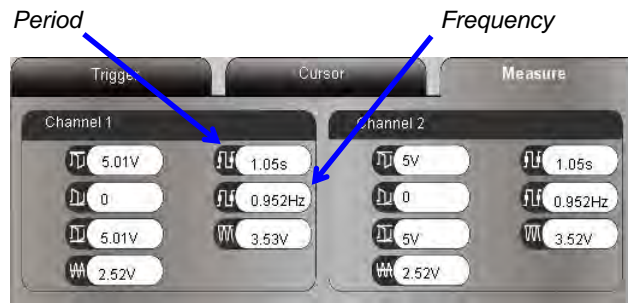 Period Frequency
Trigger Cursor Measure
Channel 1 Channel 2
5.01V 1.05s 5V 1.05s
0 0.952Hz 0 0.952Hz
5.01V 3.53V 5V 3.52V
2.52V 2.52V